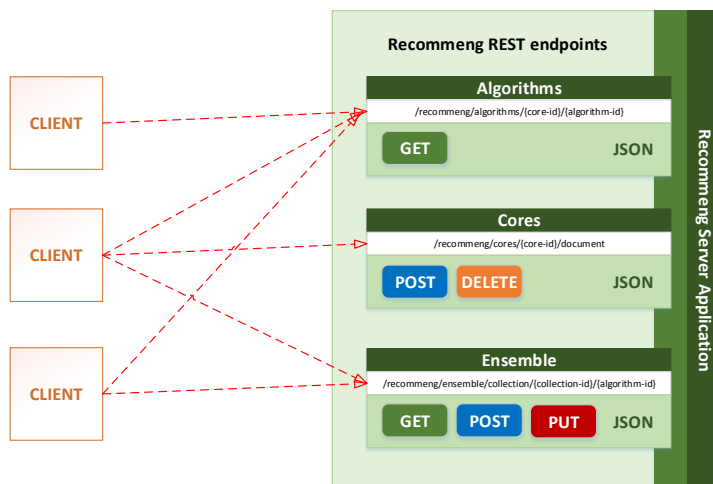 Recommeng REST endpoints
CLIENT
Algorithms
/recommeng/algorithms/{core-id}/{algorithm-id}
GET
JSON
CLIENT
Cores
/recommeng/cores/{core-id}/document
POST
DELETE
JSON
CLIENT
Ensemble
/recommeng/ensemble/collection/{collection-id}/{algorithm-id}
GET
POST
PUT
JSON
Recommeng Server Application